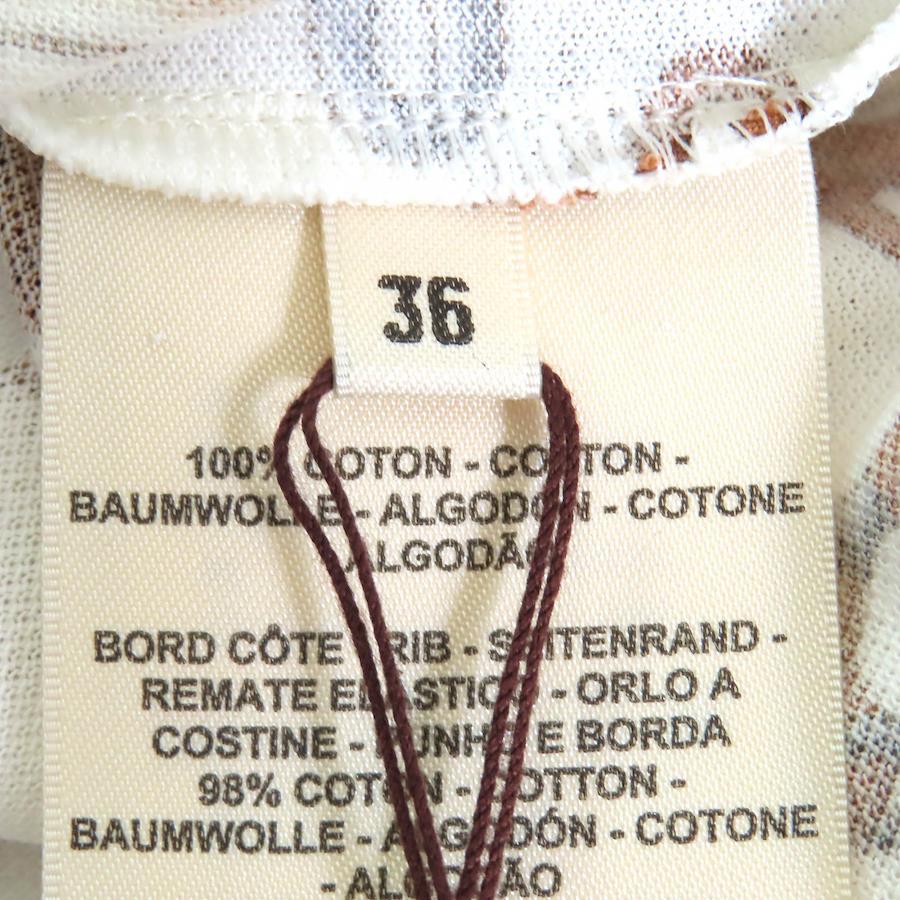 36
100% COTON - COTTON -
BAUMWOLLE - ALGODÓN - COTONE
ALGODÃO
BORD CÔTE - RIB - SEITENRAND -
REMATE ELASTICO - ORLO A
COSTINE - PUNHO E BORDA
98% COTON - COTTON -
BAUMWOLLE - ALGODÓN - COTONE
- ALGODÃO